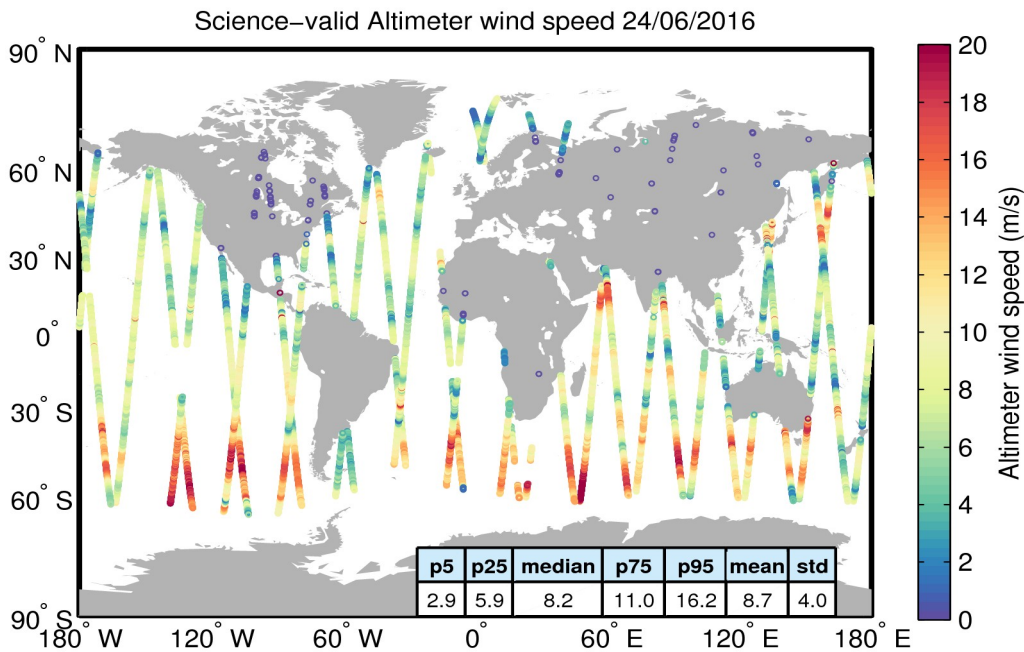 Science−valid Altimeter wind speed 24/06/2016
90° N
60° N
30° N
0°
30° S
60° S
90° S
180° W
120° W
60° W
0°
60° E
120° E
180° E
p5 p25 median p75 p95 mean std
2.9 5.9 8.2 11.0 16.2 8.7 4.0
20
18
16
14
12
10
8
6
4
2
0
Altimeter wind speed (m/s)